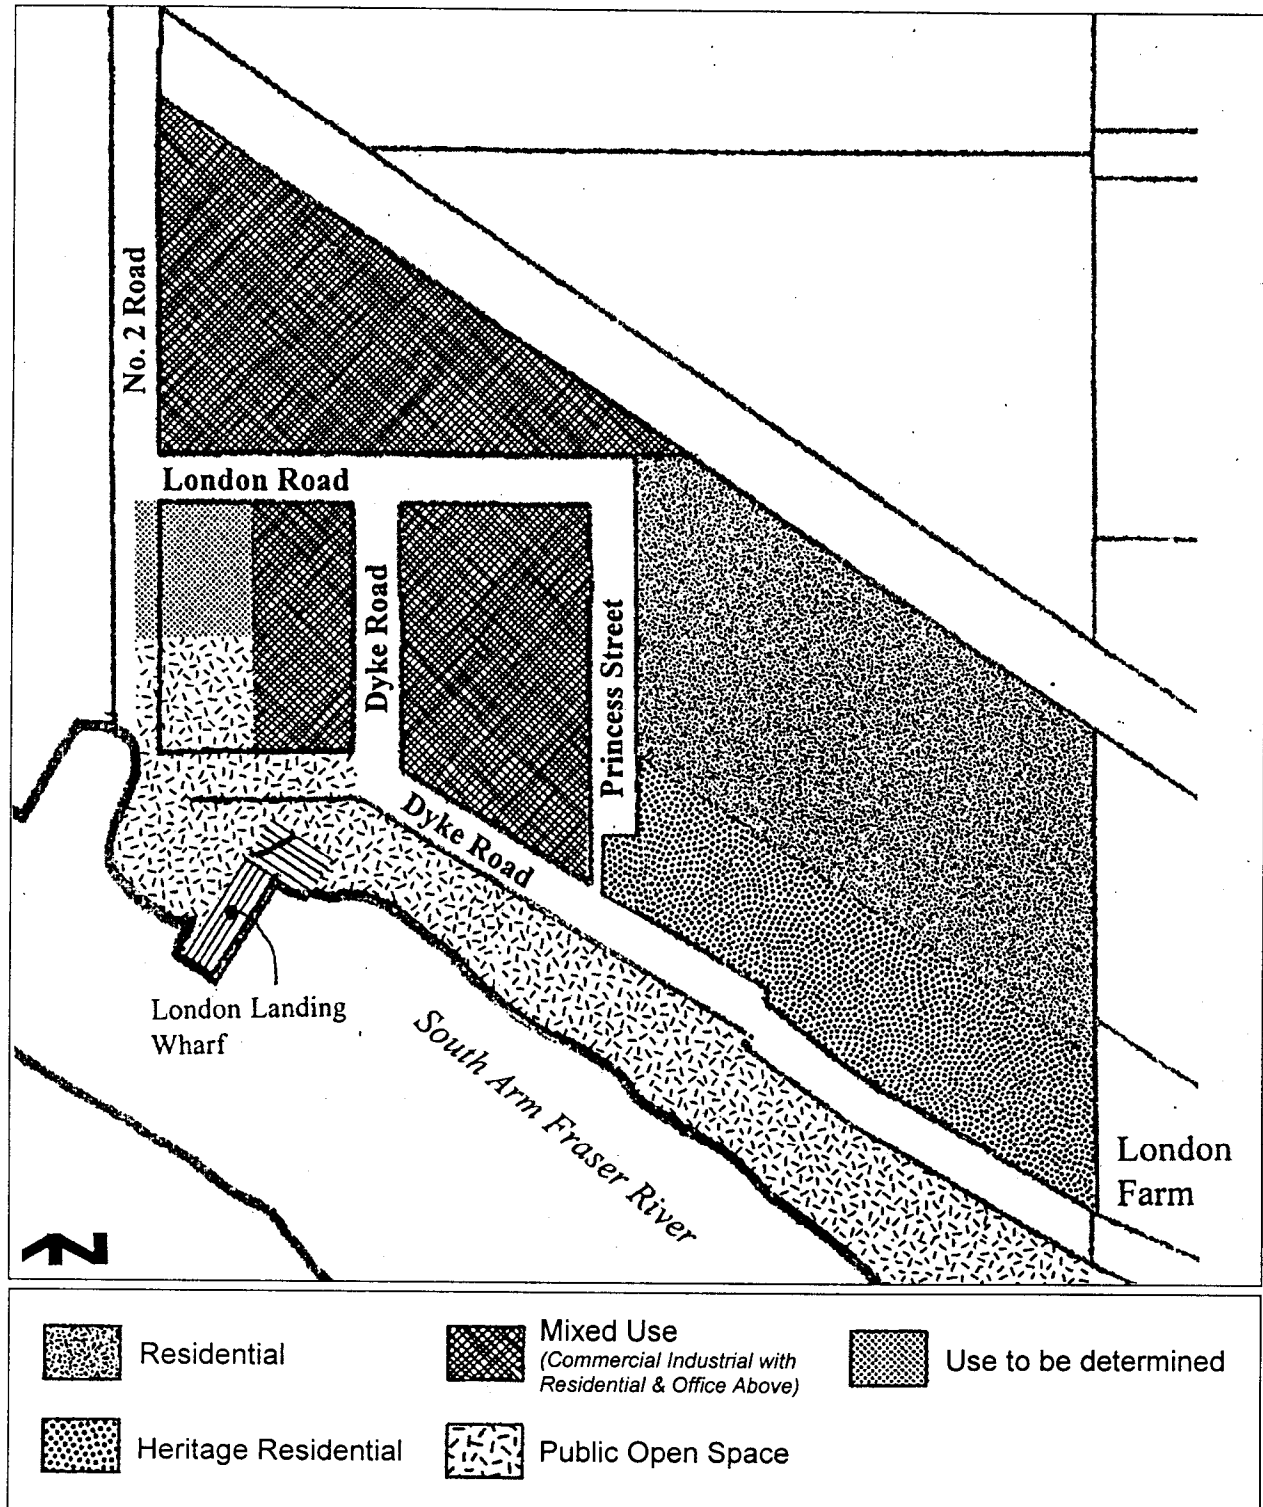 No. 2 Road
London Road
Dyke Road
Princess Street
Dyke Road
London Landing
Wharf
South Arm Fraser River
London
Farm
N
Residential
Mixed Use
(Commercial Industrial with
Residential & Office Above)
Use to be determined
Heritage Residential
Public Open Space